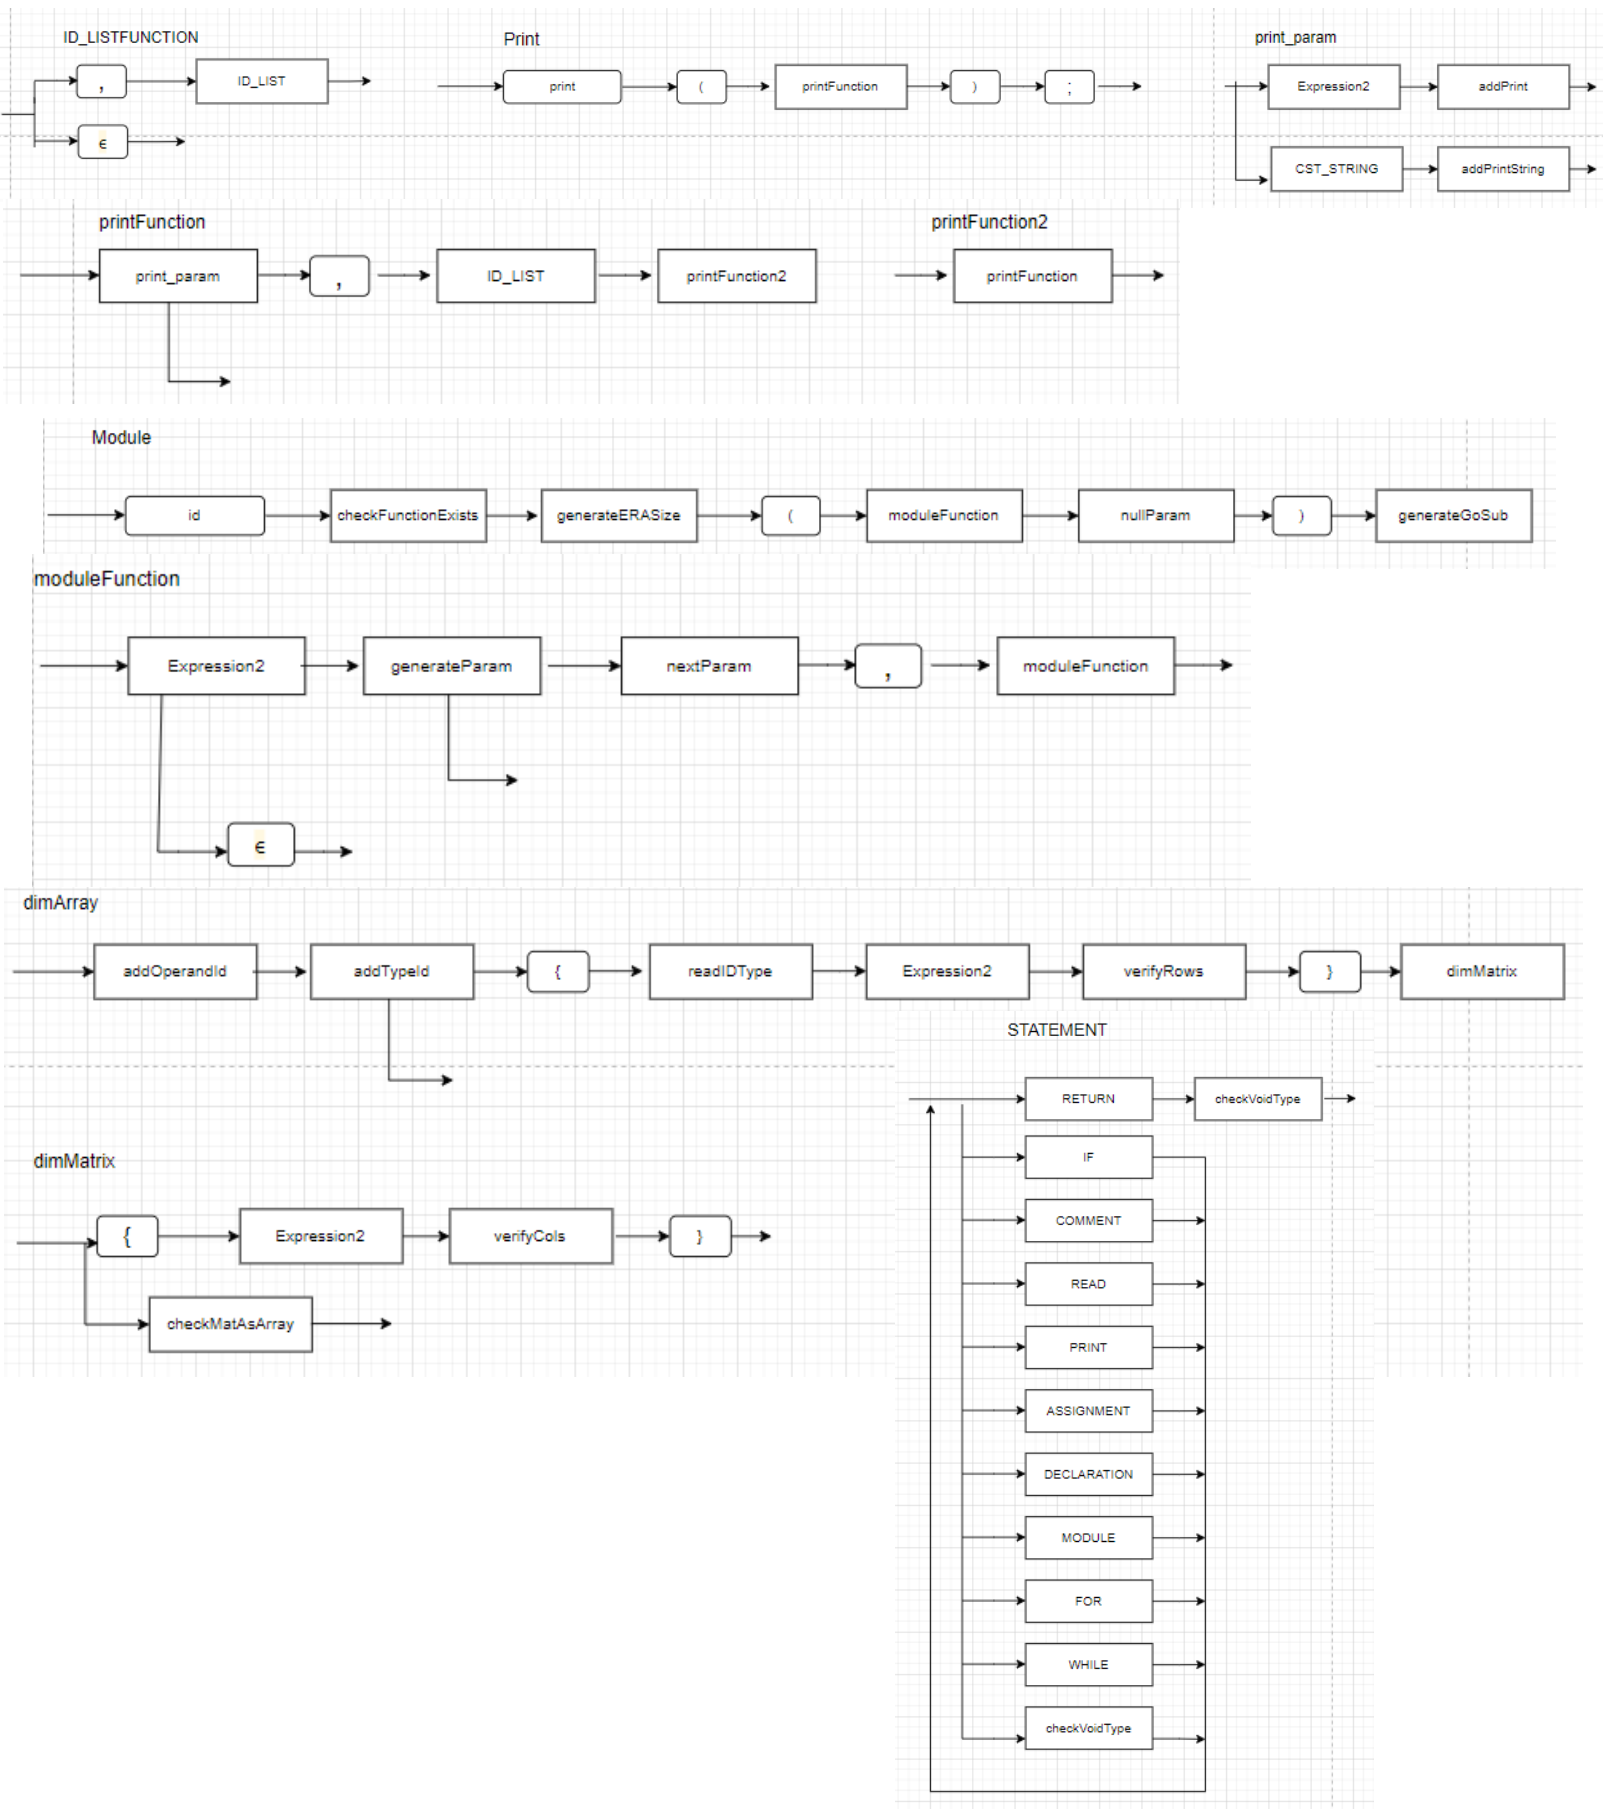 ID_LISTFUNCTION
, ID_LIST
ϵ
Print
print ( printFunction ) ;
print_param
Expression2 addPrint
CST_STRING addPrintString
printFunction
print_param , ID_LIST printFunction2
printFunction2
printFunction
Module
id checkFunctionExists generateERASize ( moduleFunction nullParam ) generateGoSub
moduleFunction
Expression2 generateParam nextParam , moduleFunction
ϵ
dimArray
addOperandId addTypeId { readIDType Expression2 verifyRows } dimMatrix
dimMatrix
{ Expression2 verifyCols }
checkMatAsArray
STATEMENT
RETURN checkVoidType
IF
COMMENT
READ
PRINT
ASSIGNMENT
DECLARATION
MODULE
FOR
WHILE
checkVoidType